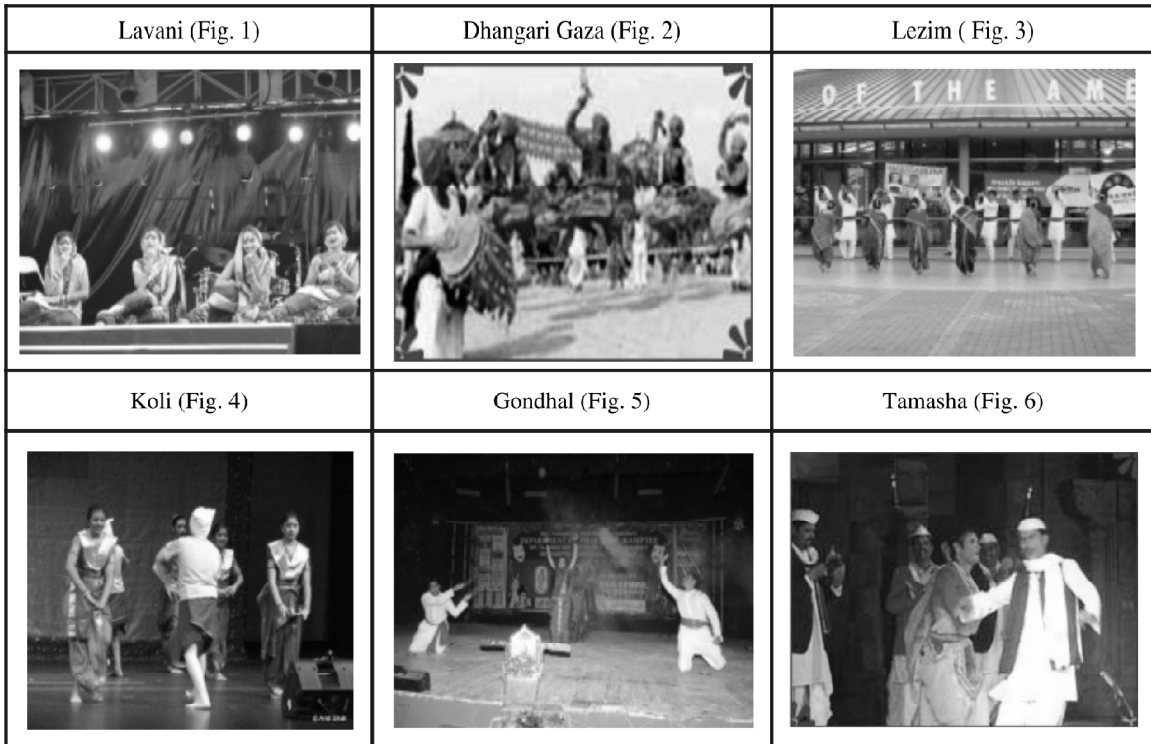 Lavani (Fig. 1)
Dhangari Gaza (Fig. 2)
Lezim ( Fig. 3)
OF THE AME
Koli (Fig. 4)
Gondhal (Fig. 5)
Tamasha (Fig. 6)